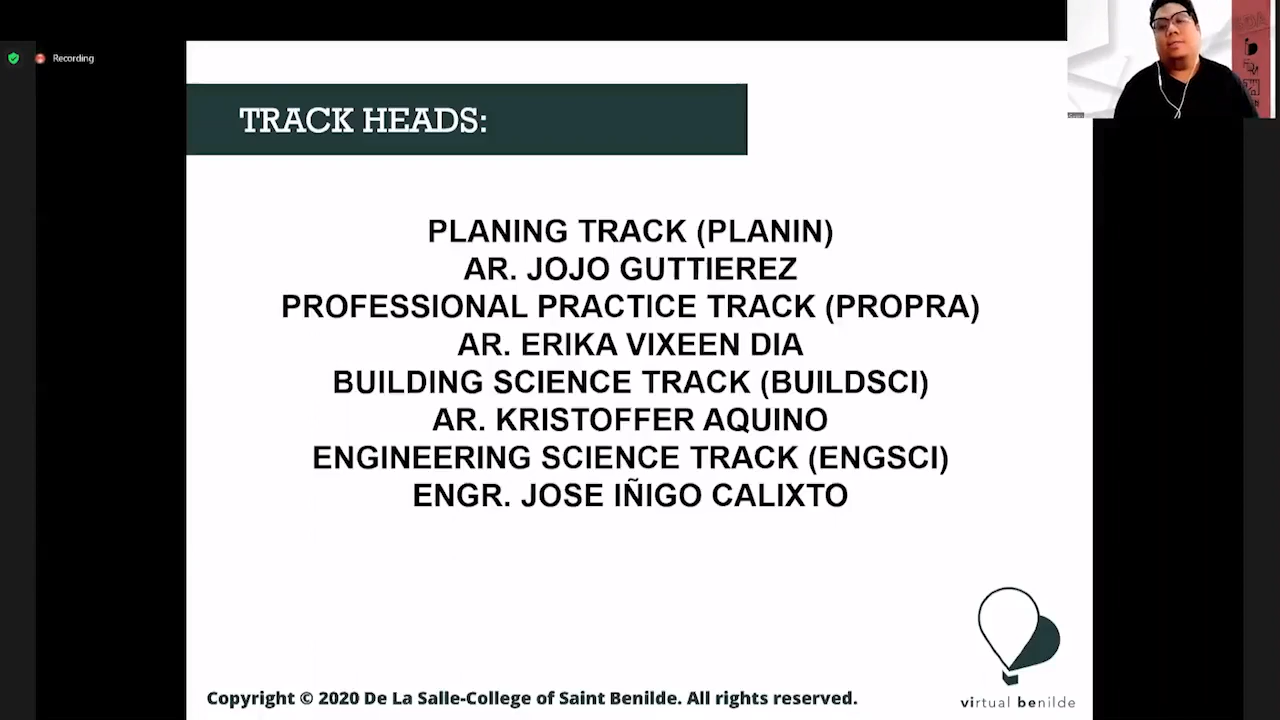 Recording
TRACK HEADS:
PLANING TRACK (PLANIN)
AR. JOJO GUTTIEREZ
PROFESSIONAL PRACTICE TRACK (PROPRA)
AR. ERIKA VIXEEN DIA
BUILDING SCIENCE TRACK (BUILDSCI)
AR. KRISTOFFER AQUINO
ENGINEERING SCIENCE TRACK (ENGSCI)
ENGR. JOSE IÑIGO CALIXTO
virtual benilde
Copyright © 2020 De La Salle-College of Saint Benilde. All rights reserved.